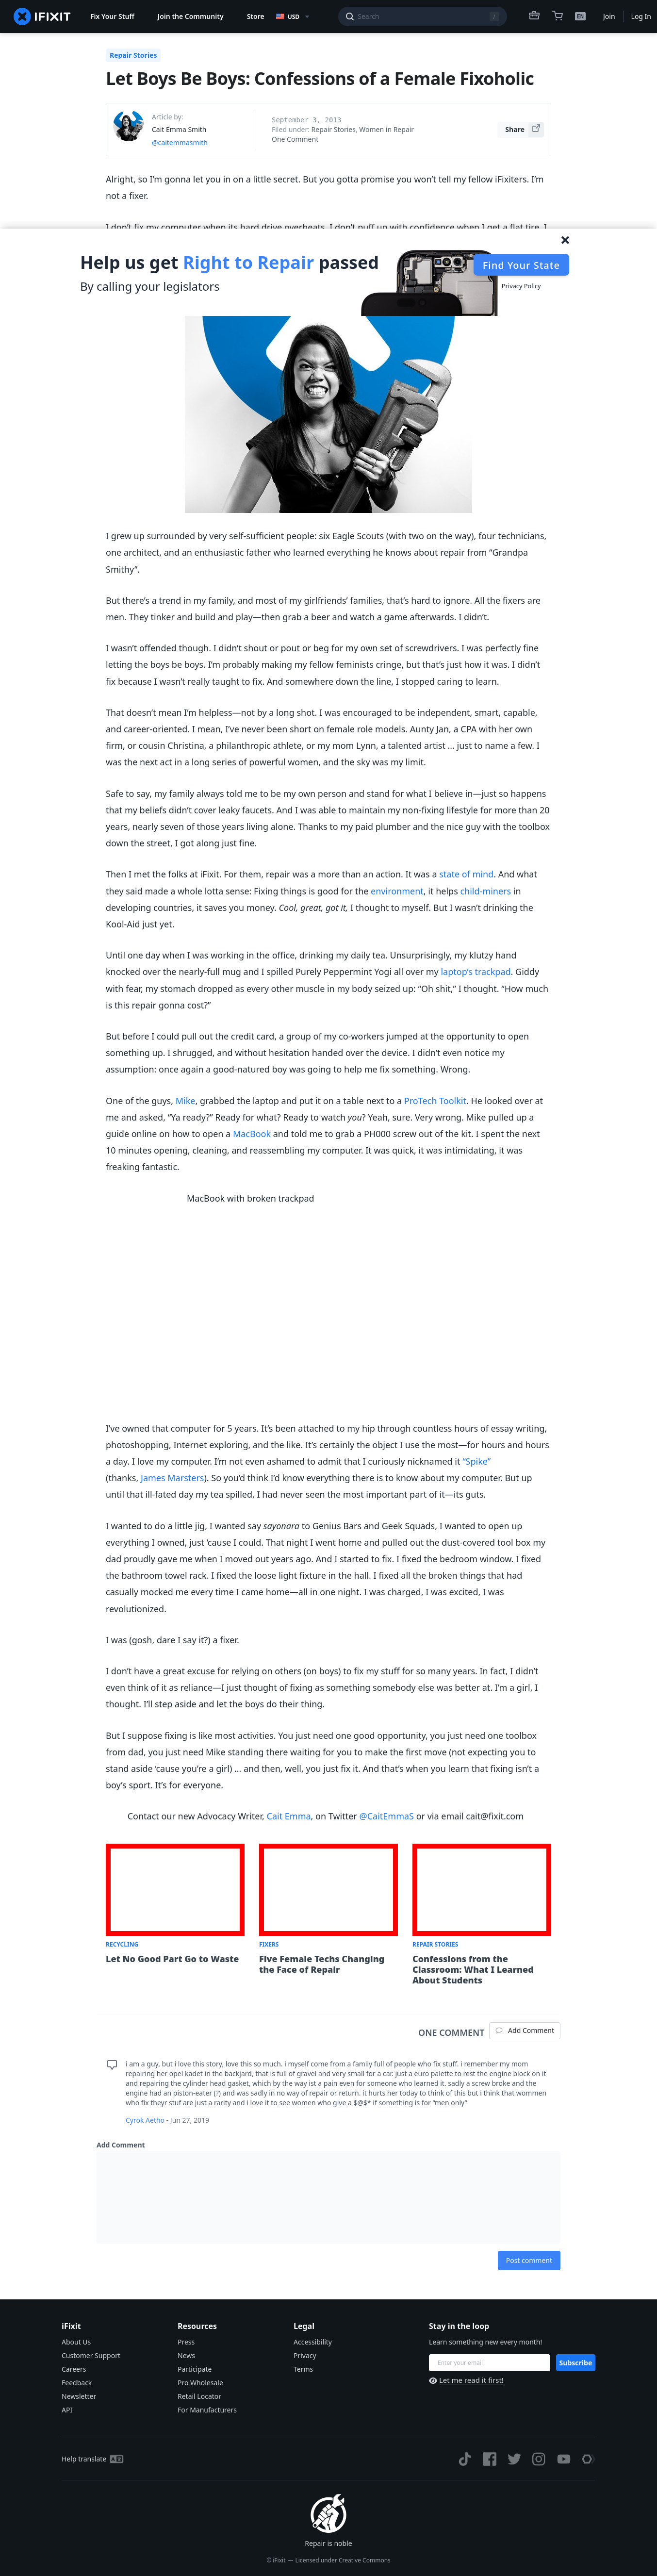 IFIXIT
Fix Your Stuff
Join the Community
Store
USD
Search
/
EN
Join
Log In
Repair Stories
Let Boys Be Boys: Confessions of a Female Fixoholic
Article by:
Cait Emma Smith
@caitemmasmith
September 3, 2013
Filed under: Repair Stories, Women in Repair
One Comment
Share
Alright, so I’m gonna let you in on a little secret. But you gotta promise you won’t tell my fellow iFixiters. I’m
not a fixer.
I don’t fix my computer when its hard drive overheats. I don’t puff up with confidence when I get a flat tire. I
Help us get Right to Repair passed
By calling your legislators
Find Your State
Privacy Policy
I grew up surrounded by very self-sufficient people: six Eagle Scouts (with two on the way), four technicians,
one architect, and an enthusiastic father who learned everything he knows about repair from “Grandpa
Smithy”.
But there’s a trend in my family, and most of my girlfriends’ families, that’s hard to ignore. All the fixers are
men. They tinker and build and play—then grab a beer and watch a game afterwards. I didn’t.
I wasn’t offended though. I didn’t shout or pout or beg for my own set of screwdrivers. I was perfectly fine
letting the boys be boys. I’m probably making my fellow feminists cringe, but that’s just how it was. I didn’t
fix because I wasn’t really taught to fix. And somewhere down the line, I stopped caring to learn.
That doesn’t mean I’m helpless—not by a long shot. I was encouraged to be independent, smart, capable,
and career-oriented. I mean, I’ve never been short on female role models. Aunty Jan, a CPA with her own
firm, or cousin Christina, a philanthropic athlete, or my mom Lynn, a talented artist … just to name a few. I
was the next act in a long series of powerful women, and the sky was my limit.
Safe to say, my family always told me to be my own person and stand for what I believe in—just so happens
that my beliefs didn’t cover leaky faucets. And I was able to maintain my non-fixing lifestyle for more than 20
years, nearly seven of those years living alone. Thanks to my paid plumber and the nice guy with the toolbox
down the street, I got along just fine.
Then I met the folks at iFixit. For them, repair was a more than an action. It was a state of mind. And what
they said made a whole lotta sense: Fixing things is good for the environment, it helps child-miners in
developing countries, it saves you money. Cool, great, got it, I thought to myself. But I wasn’t drinking the
Kool-Aid just yet.
Until one day when I was working in the office, drinking my daily tea. Unsurprisingly, my klutzy hand
knocked over the nearly-full mug and I spilled Purely Peppermint Yogi all over my laptop’s trackpad. Giddy
with fear, my stomach dropped as every other muscle in my body seized up: “Oh shit,” I thought. “How much
is this repair gonna cost?”
But before I could pull out the credit card, a group of my co-workers jumped at the opportunity to open
something up. I shrugged, and without hesitation handed over the device. I didn’t even notice my
assumption: once again a good-natured boy was going to help me fix something. Wrong.
One of the guys, Mike, grabbed the laptop and put it on a table next to a ProTech Toolkit. He looked over at
me and asked, “Ya ready?” Ready for what? Ready to watch you? Yeah, sure. Very wrong. Mike pulled up a
guide online on how to open a MacBook and told me to grab a PH000 screw out of the kit. I spent the next
10 minutes opening, cleaning, and reassembling my computer. It was quick, it was intimidating, it was
freaking fantastic.
MacBook with broken trackpad
I’ve owned that computer for 5 years. It’s been attached to my hip through countless hours of essay writing,
photoshopping, Internet exploring, and the like. It’s certainly the object I use the most—for hours and hours
a day. I love my computer. I’m not even ashamed to admit that I curiously nicknamed it “Spike”
(thanks, James Marsters). So you’d think I’d know everything there is to know about my computer. But up
until that ill-fated day my tea spilled, I had never seen the most important part of it—its guts.
I wanted to do a little jig, I wanted say sayonara to Genius Bars and Geek Squads, I wanted to open up
everything I owned, just ’cause I could. That night I went home and pulled out the dust-covered tool box my
dad proudly gave me when I moved out years ago. And I started to fix. I fixed the bedroom window. I fixed
the bathroom towel rack. I fixed the loose light fixture in the hall. I fixed all the broken things that had
casually mocked me every time I came home—all in one night. I was charged, I was excited, I was
revolutionized.
I was (gosh, dare I say it?) a fixer.
I don’t have a great excuse for relying on others (on boys) to fix my stuff for so many years. In fact, I didn’t
even think of it as reliance—I just thought of fixing as something somebody else was better at. I’m a girl, I
thought. I’ll step aside and let the boys do their thing.
But I suppose fixing is like most activities. You just need one good opportunity, you just need one toolbox
from dad, you just need Mike standing there waiting for you to make the first move (not expecting you to
stand aside ’cause you’re a girl) … and then, well, you just fix it. And that’s when you learn that fixing isn’t a
boy’s sport. It’s for everyone.
Contact our new Advocacy Writer, Cait Emma, on Twitter @CaitEmmaS or via email cait@fixit.com
RECYCLING
Let No Good Part Go to Waste
FIXERS
Five Female Techs Changing
the Face of Repair
REPAIR STORIES
Confessions from the
Classroom: What I Learned
About Students
ONE COMMENT
Add Comment
i am a guy, but i love this story, love this so much. i myself come from a family full of people who fix stuff. i remember my mom
repairing her opel kadet in the backjard, that is full of gravel and very small for a car. just a euro palette to rest the engine block on it
and repairing the cylinder head gasket, which by the way ist a pain even for someone who learned it. sadly a screw broke and the
engine had an piston-eater (?) and was sadly in no way of repair or return. it hurts her today to think of this but i think that wommen
who fix theyr stuf are just a rarity and i love it to see women who give a $@$* if something is for “men only”
Cyrok Aetho - Jun 27, 2019
Add Comment
Post comment
iFixit
About Us
Customer Support
Careers
Feedback
Newsletter
API
Resources
Press
News
Participate
Pro Wholesale
Retail Locator
For Manufacturers
Legal
Accessibility
Privacy
Terms
Stay in the loop
Learn something new every month!
Enter your email
Subscribe
Let me read it first!
Help translate
Repair is noble
© iFixit — Licensed under Creative Commons